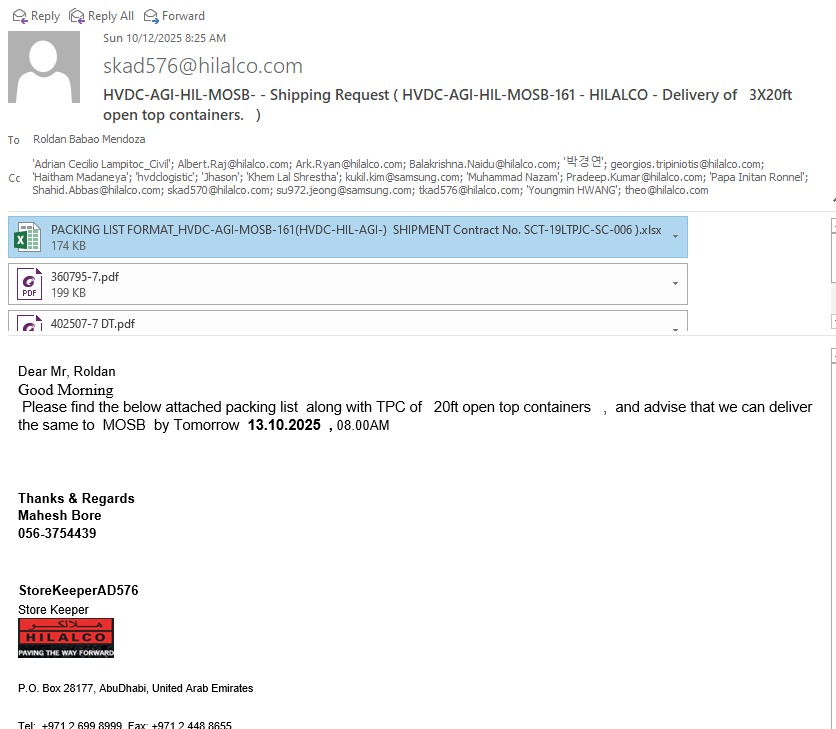 Reply Reply All Forward
Sun 10/12/2025 8:25 AM
skad576@hilalco.com
HVDC-AGI-HIL-MOSB- - Shipping Request ( HVDC-AGI-HIL-MOSB-161 - HILALCO - Delivery of 3X20ft
open top containers. )
To Roldan Babao Mendoza
'Adrian Cecilio Lampitoc_Civil'; Albert.Raj@hilalco.com; Ark.Ryan@hilalco.com; Balakrishna.Naidu@hilalco.com; '박경연'; georgios.tripiniotis@hilalco.com;
Cc 'Haitham Madaneya'; 'hvdclogistic'; 'Jhason'; 'Khem Lal Shrestha'; kukil.kim@samsung.com; 'Muhammad Nazam'; Pradeep.Kumar@hilalco.com; 'Papa Initan Ronnel';
Shahid.Abbas@hilalco.com; skad570@hilalco.com; su972.jeong@samsung.com; tkad576@hilalco.com; 'Youngmin HWANG'; theo@hilalco.com
PACKING LIST FORMAT_HVDC-AGI-MOSB-161(HVDC-HIL-AGI-) SHIPMENT Contract No. SCT-19LTPJC-SC-006 ).xlsx
174 KB
360795-7.pdf
199 KB
PDF
402507-7 DT.pdf
Dear Mr, Roldan
Good Morning
Please find the below attached packing list along with TPC of 20ft open top containers , and advise that we can deliver
the same to MOSB by Tomorrow 13.10.2025 , 08.00AM
Thanks & Regards
Mahesh Bore
056-3754439
StoreKeeperAD576
Store Keeper
هلالكو
HILALCO
PAVING THE WAY FORWARD
P.O. Box 28177, AbuDhabi, United Arab Emirates
Tel: +971 2 699 8999, Fax: +971 2 448 8655